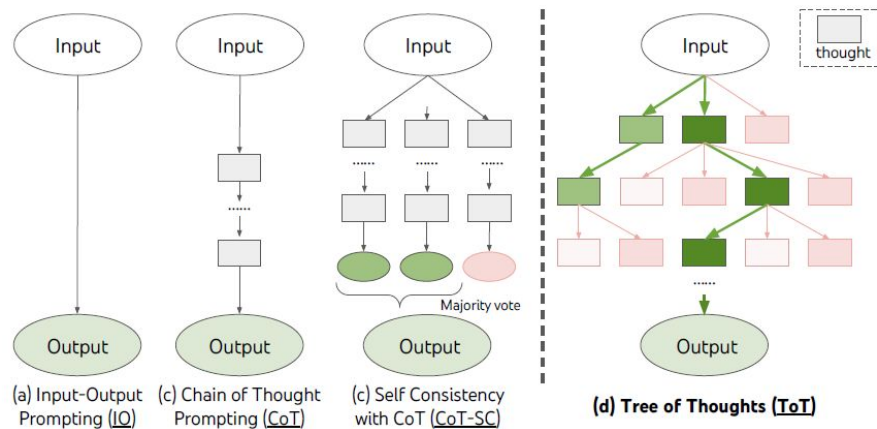 Input
Input
Input
Input
thought
......
......
......
......
......
Majority vote
Output
Output
Output
Output
(a) Input-Output
Prompting (IO)
(c) Chain of Thought
Prompting (CoT)
(c) Self Consistency
with CoT (CoT-SC)
(d) Tree of Thoughts (ToT)